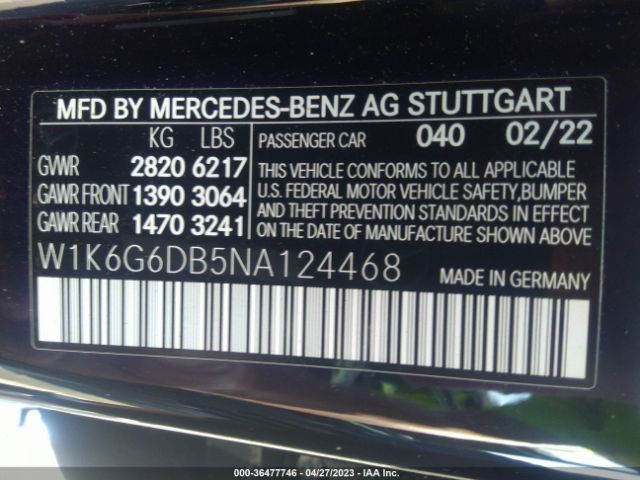 MFD BY MERCEDES-BENZ AG STUTTGART
KG LBS PASSENGER CAR 040 02/22
GVWR 2820 6217
GAWR FRONT 1390 3064
GAWR REAR 1470 3241
THIS VEHICLE CONFORMS TO ALL APPLICABLE
U.S. FEDERAL MOTOR VEHICLE SAFETY,BUMPER
AND THEFT PREVENTION STANDARDS IN EFFECT
ON THE DATE OF MANUFACTURE SHOWN ABOVE.
W1K6G6DB5NA124468 MADE IN GERMANY
000-36477746 - 04/27/2023 - IAA Inc.